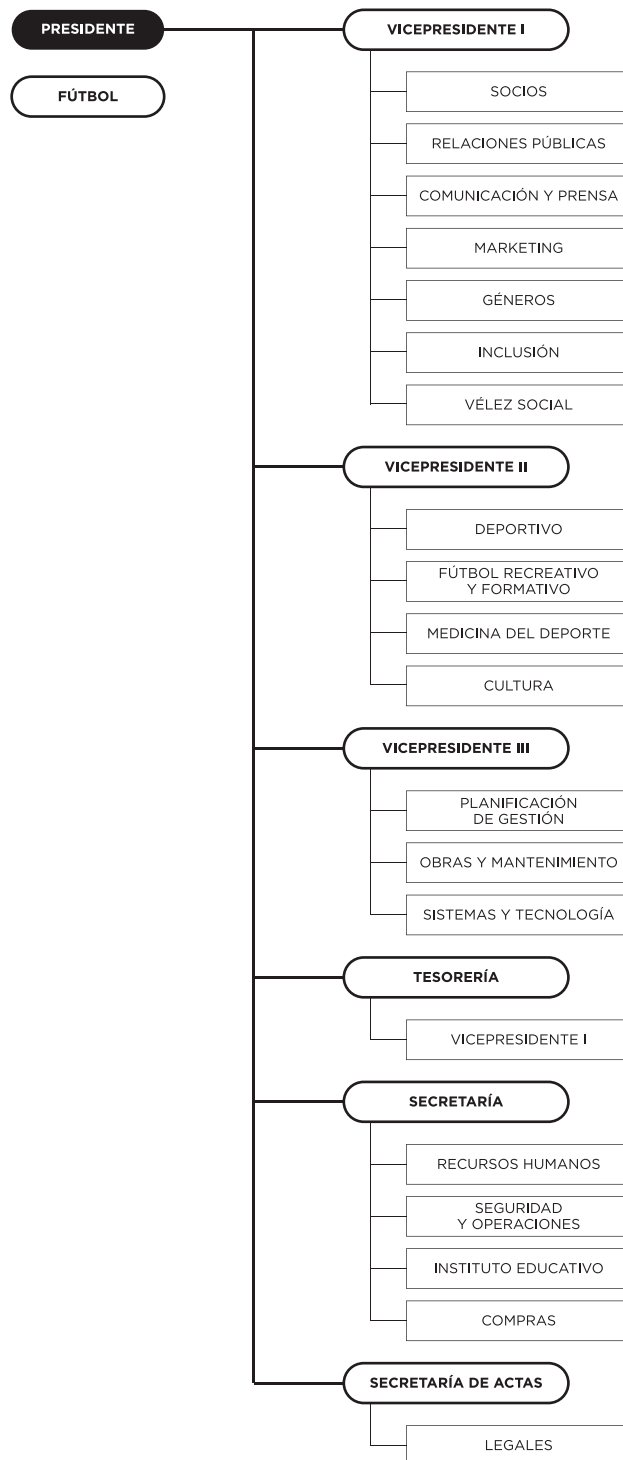 PRESIDENTE
FÚTBOL
VICEPRESIDENTE I
SOCIOS
RELACIONES PÚBLICAS
COMUNICACIÓN Y PRENSA
MARKETING
GÉNEROS
INCLUSIÓN
VÉLEZ SOCIAL
VICEPRESIDENTE II
DEPORTIVO
FÚTBOL RECREATIVO
Y FORMATIVO
MEDICINA DEL DEPORTE
CULTURA
VICEPRESIDENTE III
PLANIFICACIÓN
DE GESTIÓN
OBRAS Y MANTENIMIENTO
SISTEMAS Y TECNOLOGÍA
TESORERÍA
VICEPRESIDENTE I
SECRETARÍA
RECURSOS HUMANOS
SEGURIDAD
Y OPERACIONES
INSTITUTO EDUCATIVO
COMPRAS
SECRETARÍA DE ACTAS
LEGALES